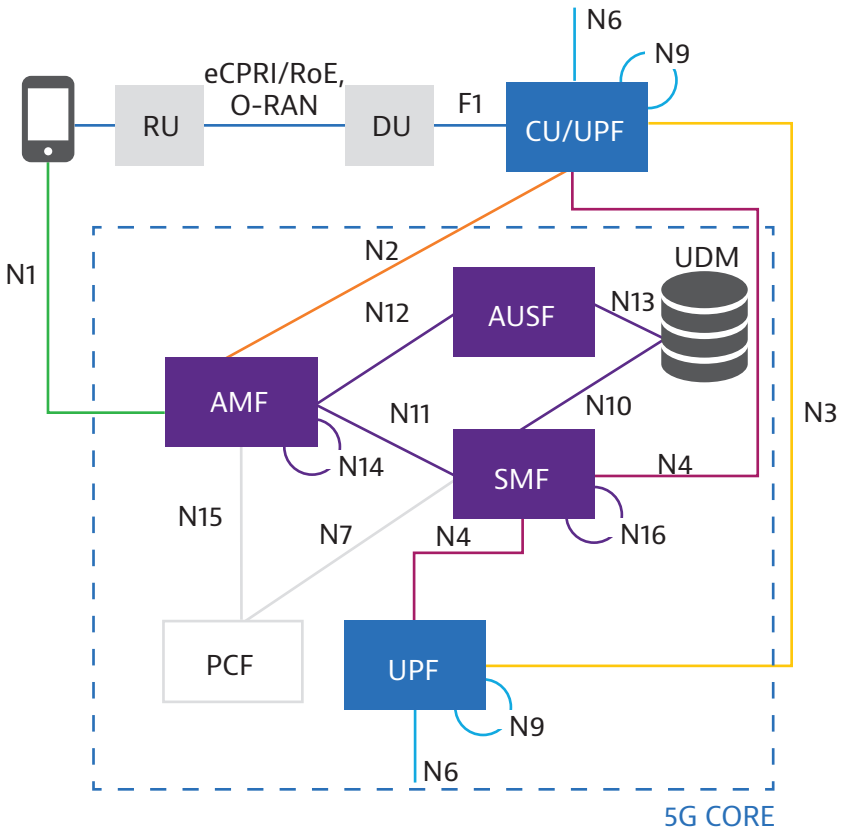 N6
N9
eCPRI/RoE,
O-RAN
F1
RU
DU
CU/UPF
N1
N2
UDM
N12
AUSF
N13
AMF
N11
N10
N3
N14
SMF
N4
N15
N7
N4
N16
PCF
UPF
N9
N6
5G CORE